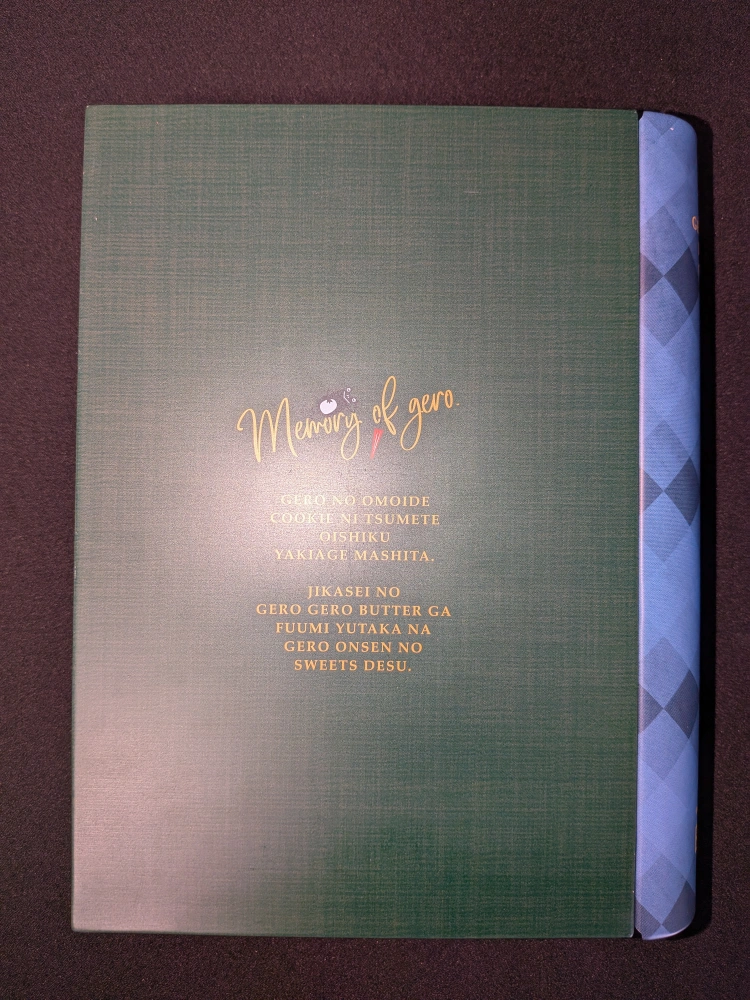 Memory of gero.
GERO NO OMOIDE
COOKIE NI TSUMETE
OISHIKU
YAKIAGE MASHITA.
JIKASEI NO
GERO GERO BUTTER GA
FUUMI YUTAKA NA
GERO ONSEN NO
SWEETS DESU.